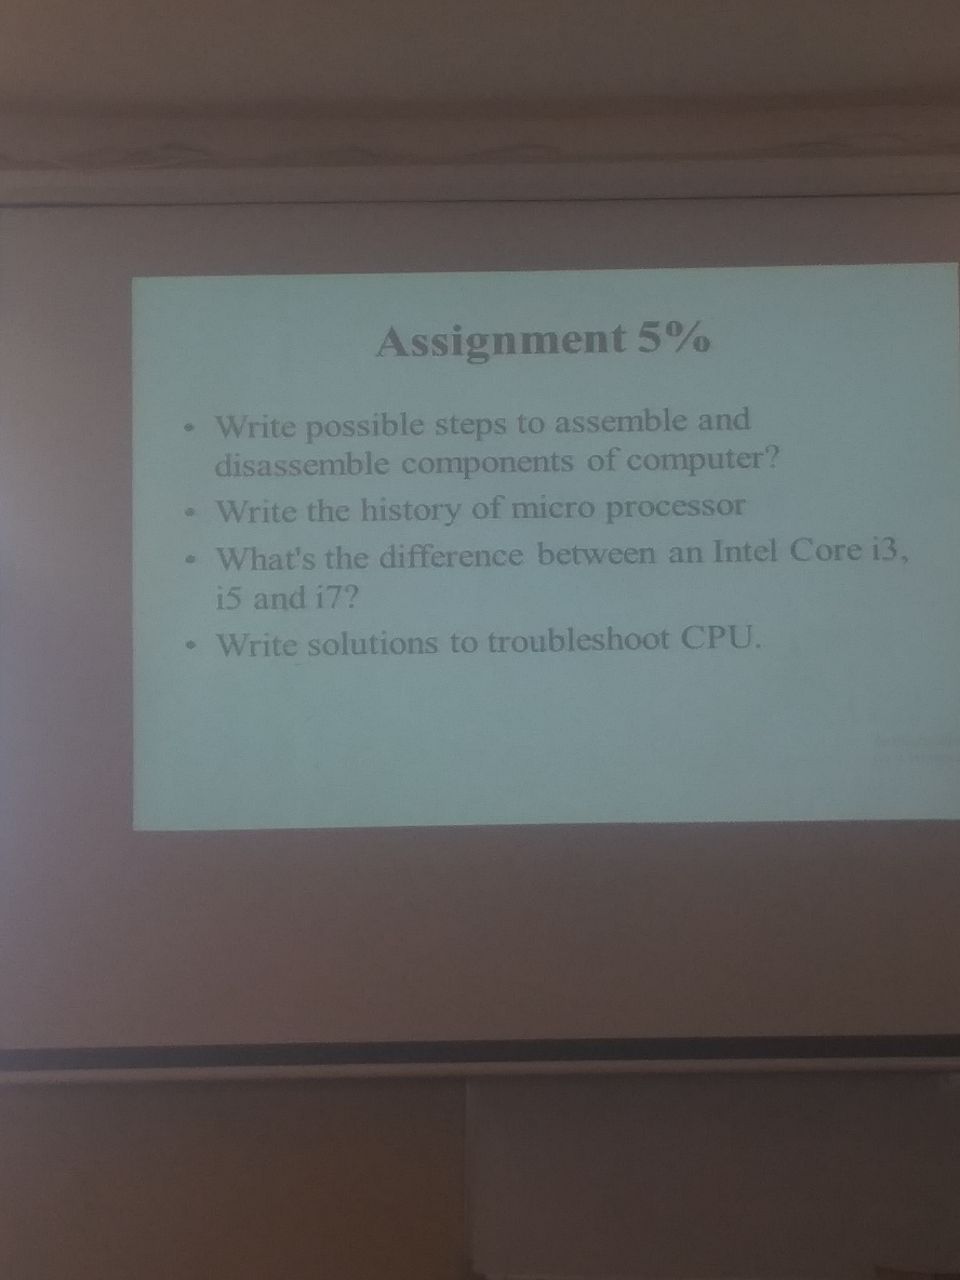 Assignment 5%
• Write possible steps to assemble and
disassemble components of computer?
• Write the history of micro processor
• What's the difference between an Intel Core i3,
i5 and i7?
• Write solutions to troubleshoot CPU.